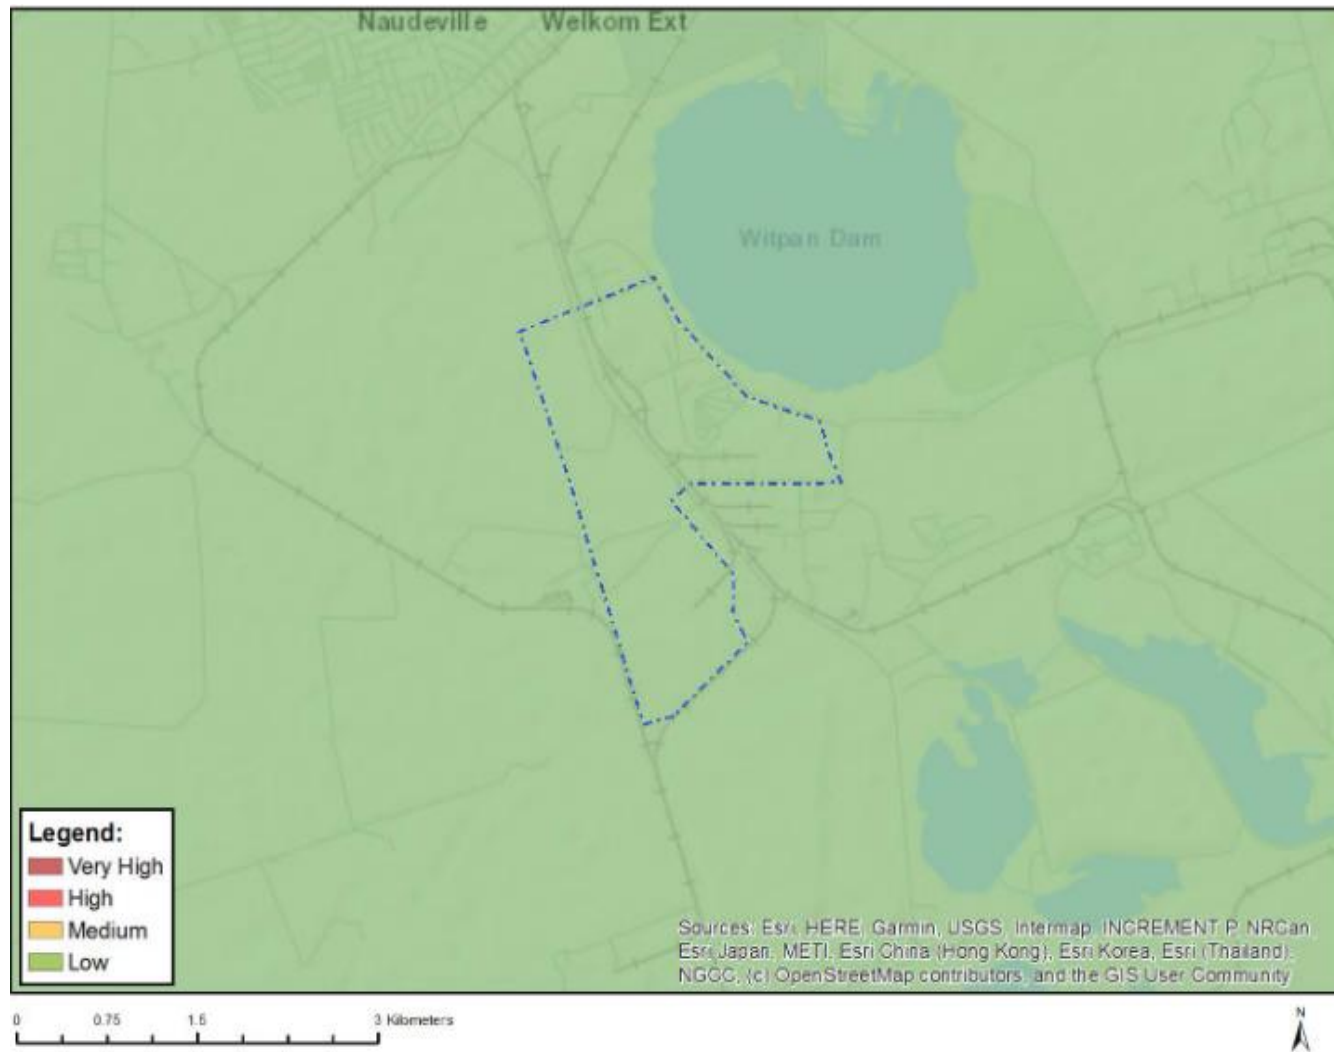 Naudeville Welkom Ext
Witpan Dam
Legend:
Very High
High
Medium
Low
Sources: Esri, HERE, Garmin, USGS, Intermap, INCREMENT P, NRCan,
Esri Japan, METI, Esri China (Hong Kong), Esri Korea, Esri (Thailand),
NGCC, (c) OpenStreetMap contributors, and the GIS User Community
0 0.75 1.5 3 Kilometers
N